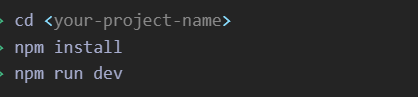 > cd <your-project-name>
> npm install
> npm run dev